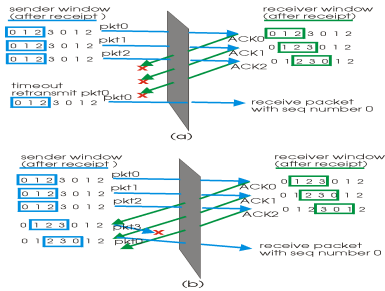 sender window
(after receipt)
receiver window
(after receipt)
0 1 2 3 0 1 2 pkt0
0 1 2 3 0 1 2 pkt1
0 1 2 3 0 1 2 pkt2
ACK0 0 1 2 3 0 1 2
ACK1 0 1 2 3 0 1 2
ACK2 0 1 2 3 0 1 2
timeout
retransmit pkt0
0 1 2 3 0 1 2 pkt0
receive packet
with seq number 0
(a)
sender window
(after receipt)
receiver window
(after receipt)
0 1 2 3 0 1 2 pkt0
0 1 2 3 0 1 2 pkt1
0 1 2 3 0 1 2 pkt2
ACK0 0 1 2 3 0 1 2
ACK1 0 1 2 3 0 1 2
ACK2 0 1 2 3 0 1 2
0 1 2 3 0 1 2 pkt3
0 1 2 3 0 1 2 pkt0
receive packet
with seq number 0
(b)